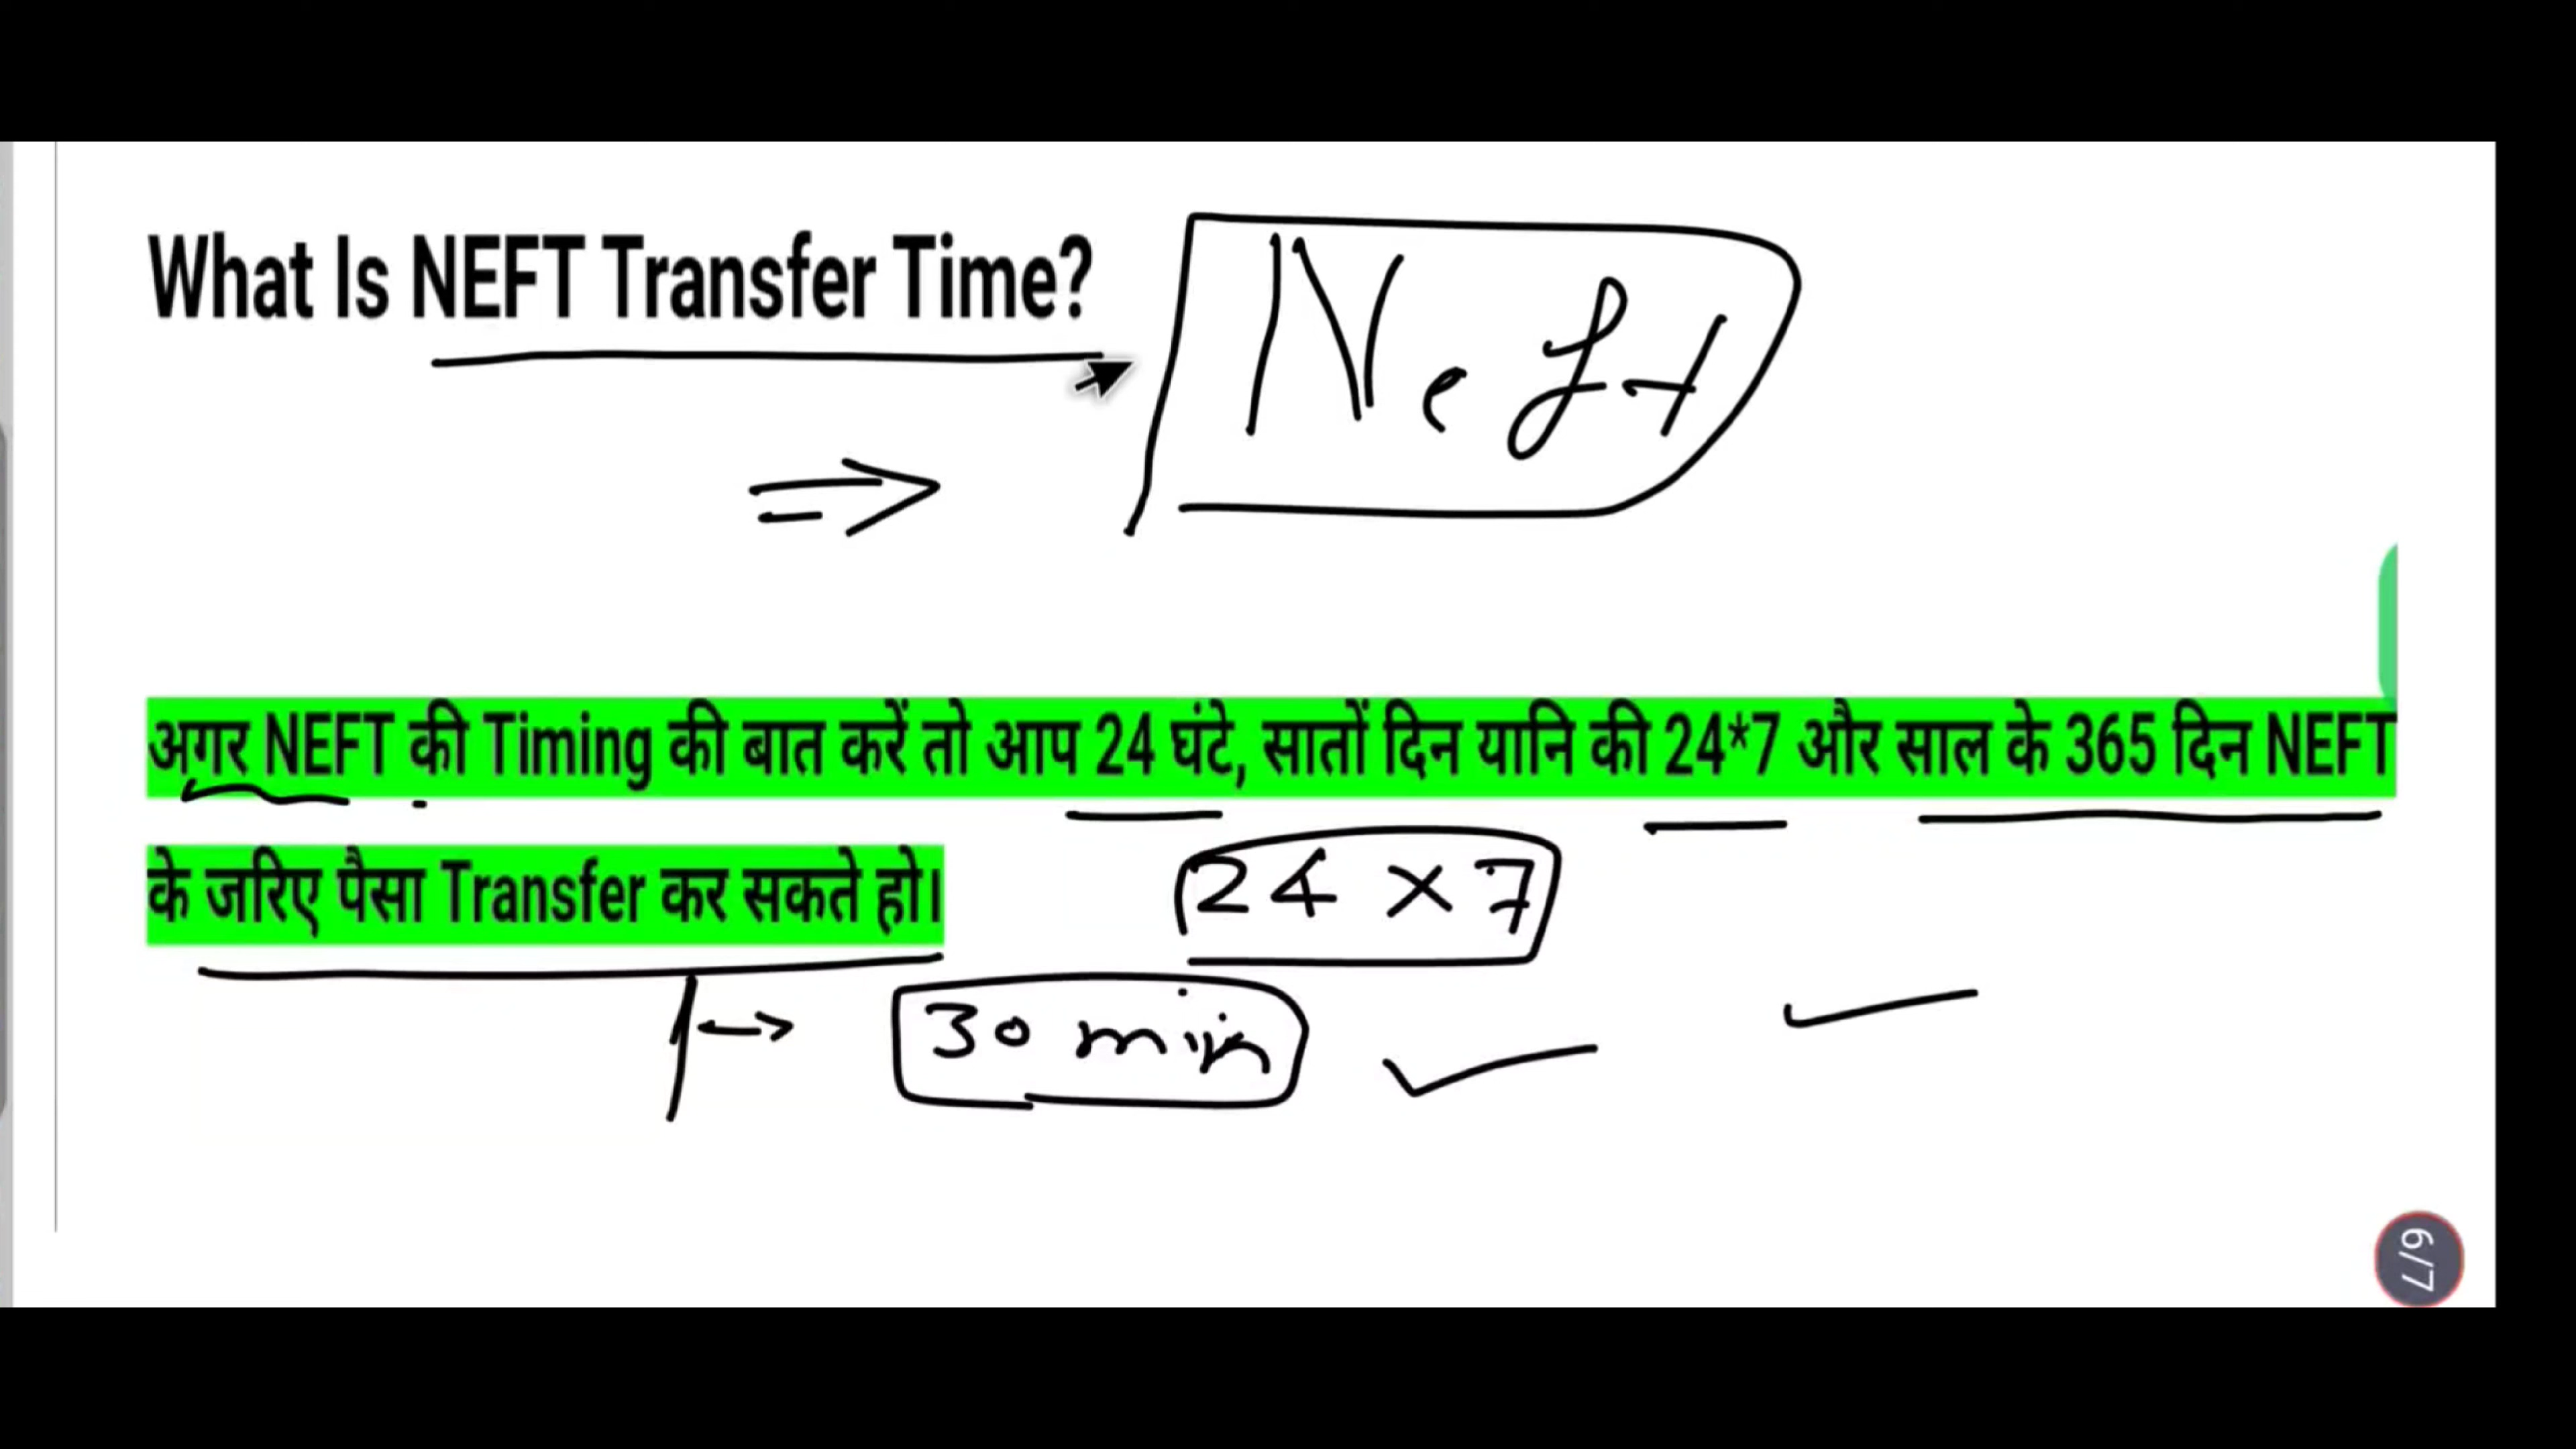 What Is NEFT Transfer Time?
Neft
अगर NEFT की Timing की बात करें तो आप 24 घंटे, सातों दिन यानि की 24*7 और साल के 365 दिन NEFT
के जरिए पैसा Transfer कर सकते हो।
24 × 7
30 min
6/7